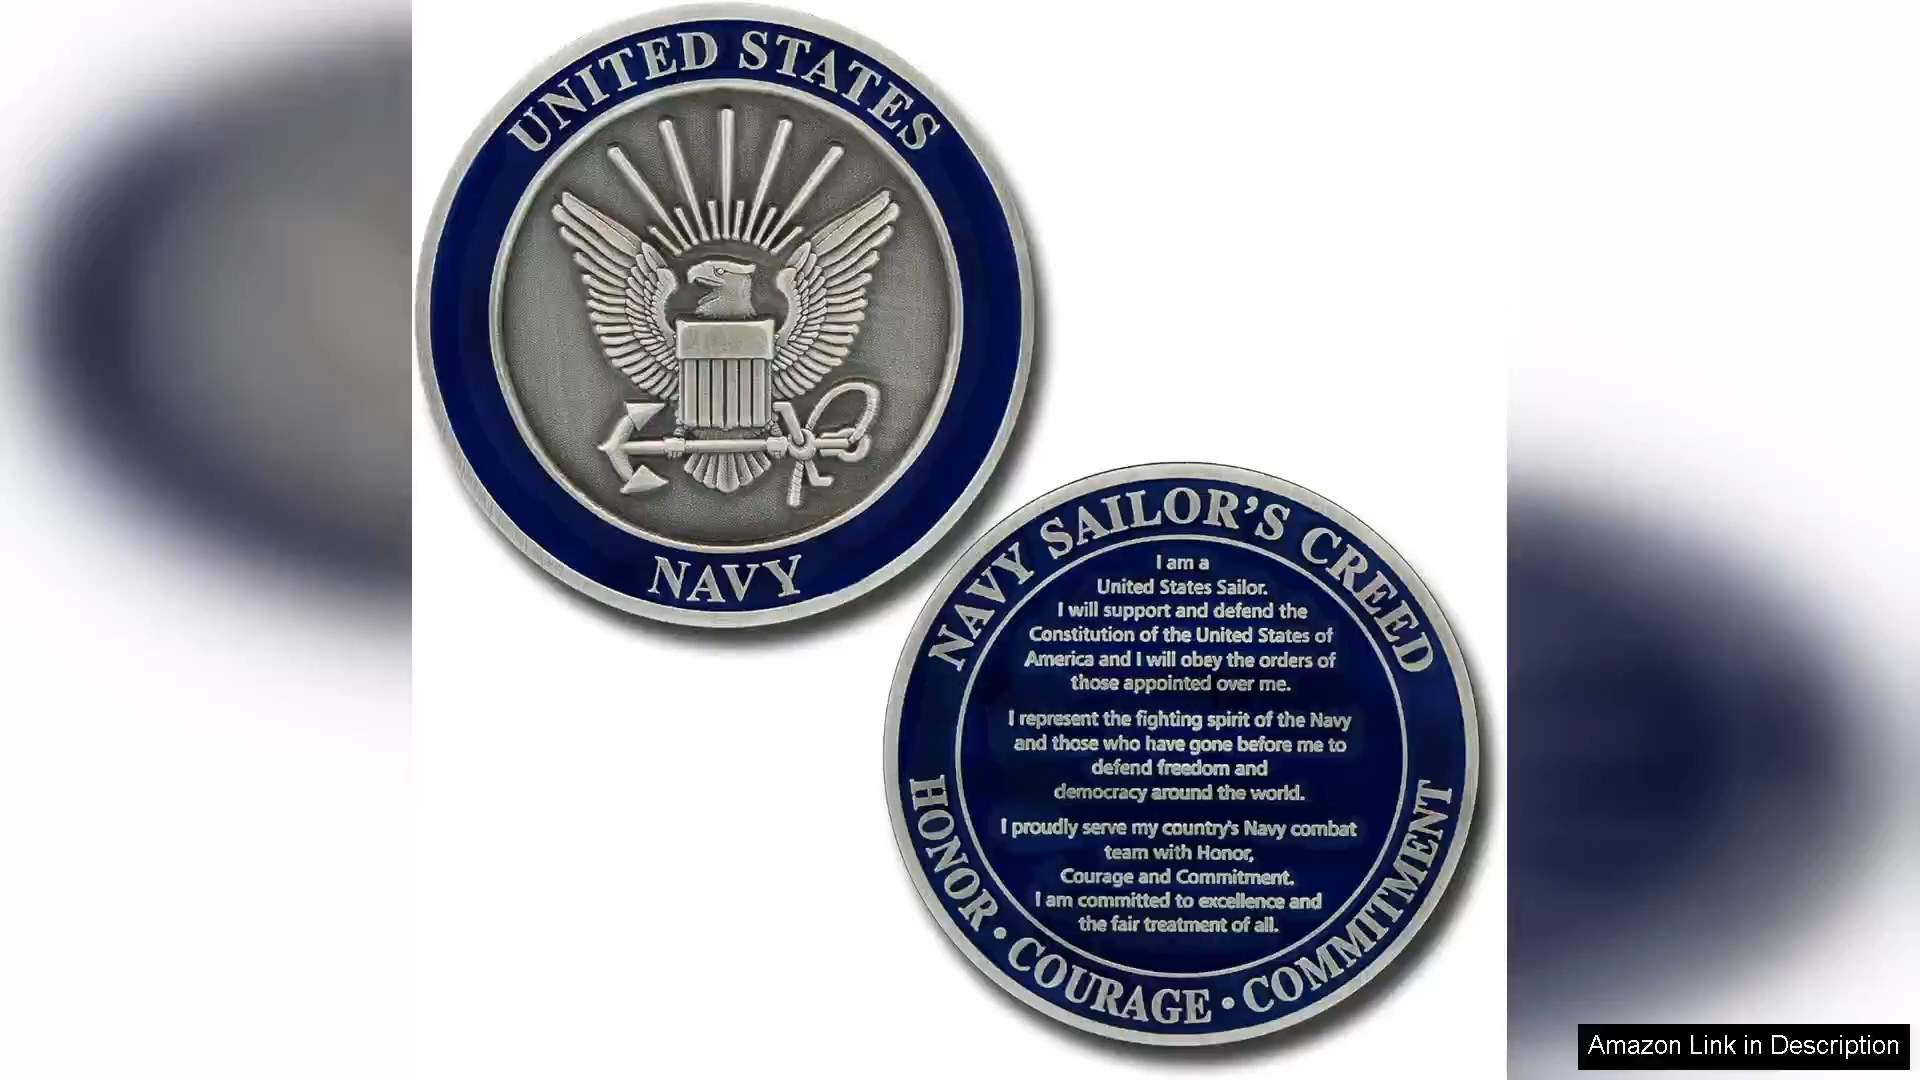 UNITED STATES
NAVY
NAVY SAILOR'S CREED
I am a
United States Sailor.
I will support and defend the
Constitution of the United States of
America and I will obey the orders of
those appointed over me.
I represent the fighting spirit of the Navy
and those who have gone before me to
defend freedom and
democracy around the world.
I proudly serve my country's Navy combat
team with Honor,
Courage and Commitment.
I am committed to excellence and
the fair treatment of all.
HONOR • COURAGE • COMMITMENT
Amazon Link in Description